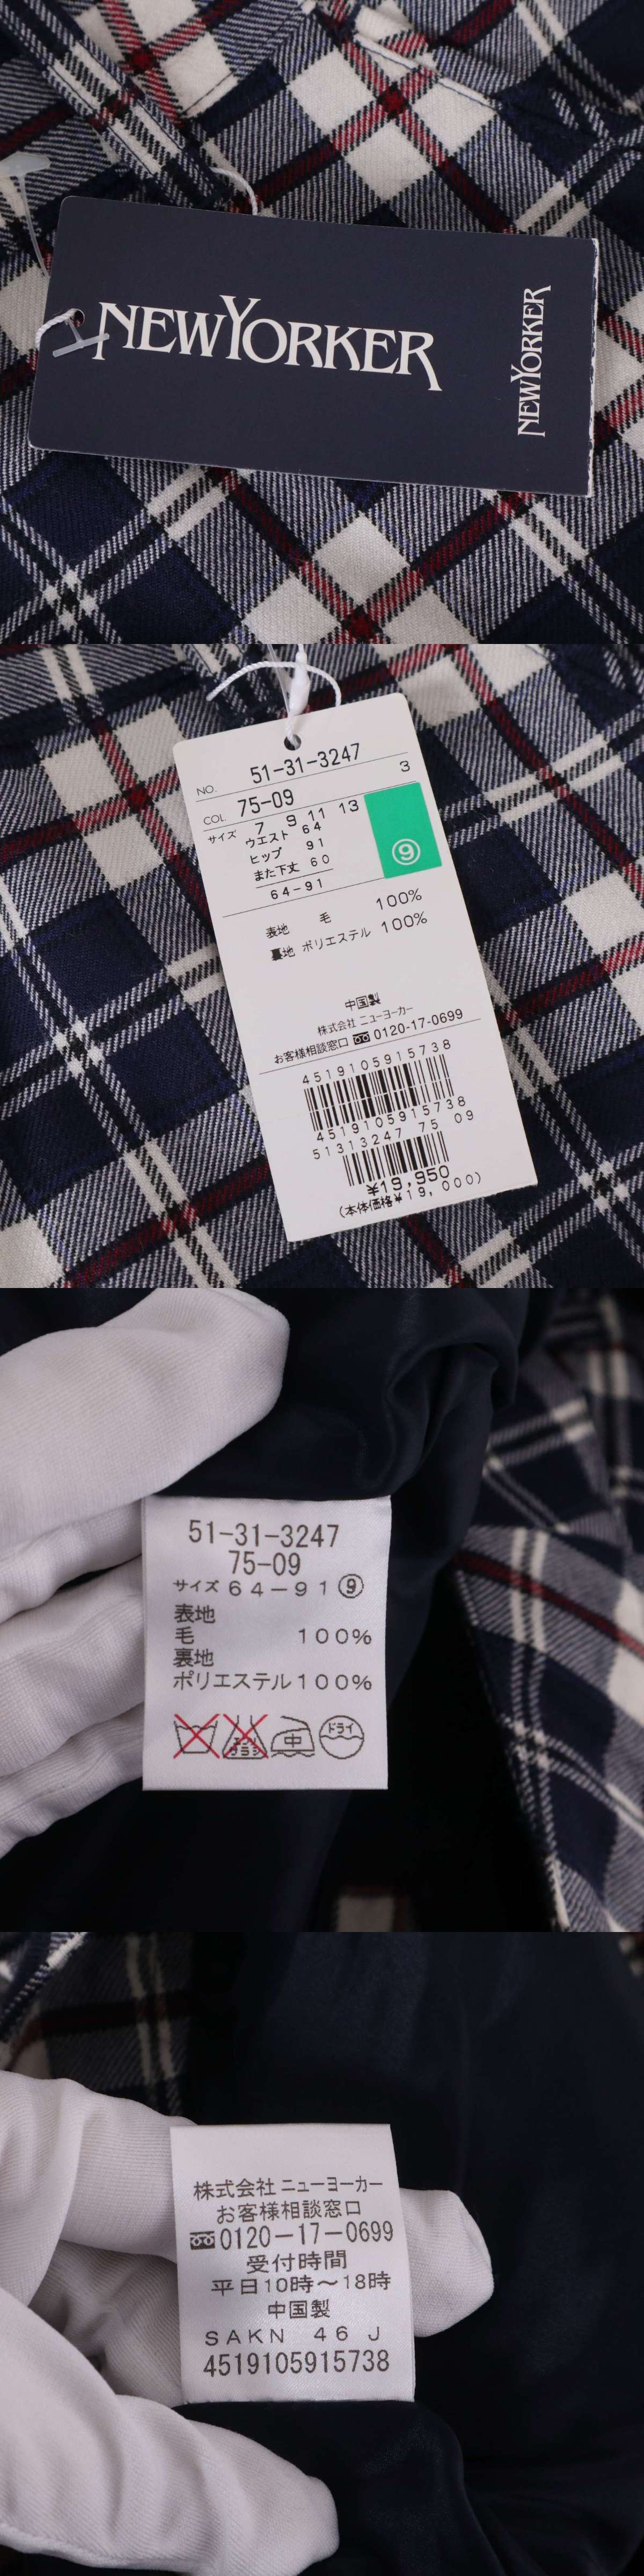 NEWYORKER
NEWYORKER
NO. 51-31-3247
COL. 75-09 3
サイズ 7 9 11 13
ウエスト 64
ヒップ 91
また下丈 60
64-91
⑨
表地 毛 100%
裏地 ポリエステル 100%
中国製
株式会社 ニューヨーカー
お客様相談窓口 0120-17-0699
4519105915738
4519105915738
51313247 75 09
¥19,950
(本体価格¥19,000)
51-31-3247
75-09
サイズ 64-91⑨
表地
毛 100%
裏地
ポリエステル100%
中 ドライ
株式会社 ニューヨーカー
お客様相談窓口
0120-17-0699
受付時間
平日10時～18時
中国製
SAKN 46 J
4519105915738